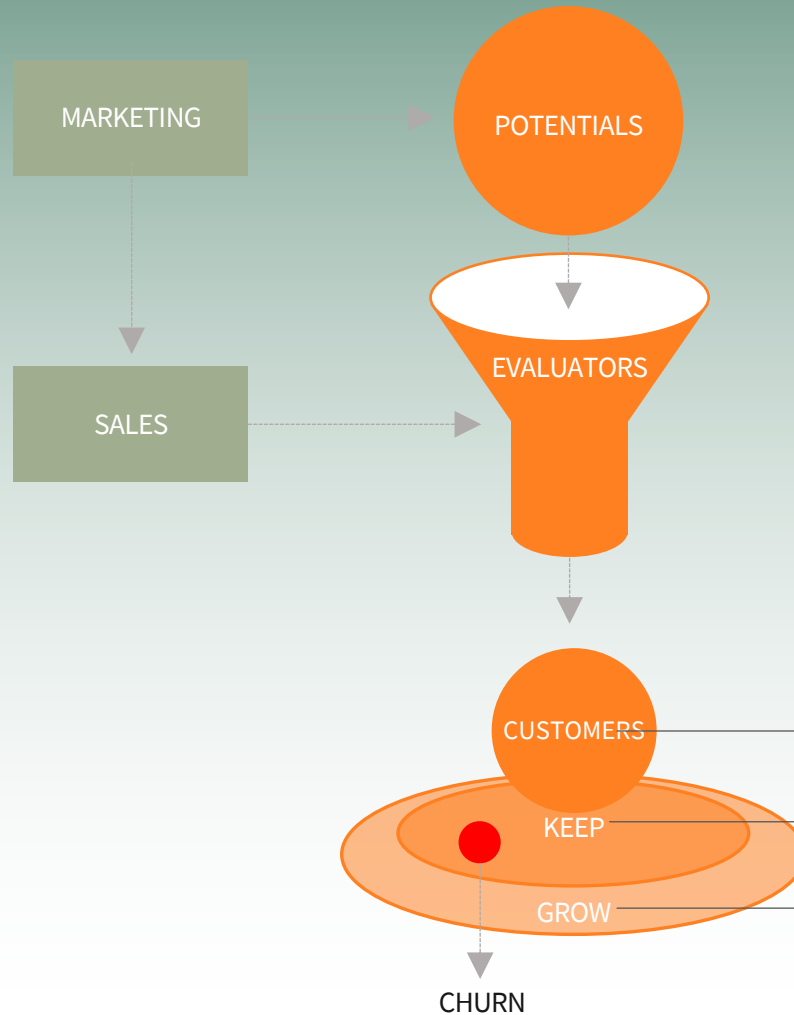 MARKETING
POTENTIALS
EVALUATORS
SALES
CUSTOMERS
KEEP
GROW
CHURN